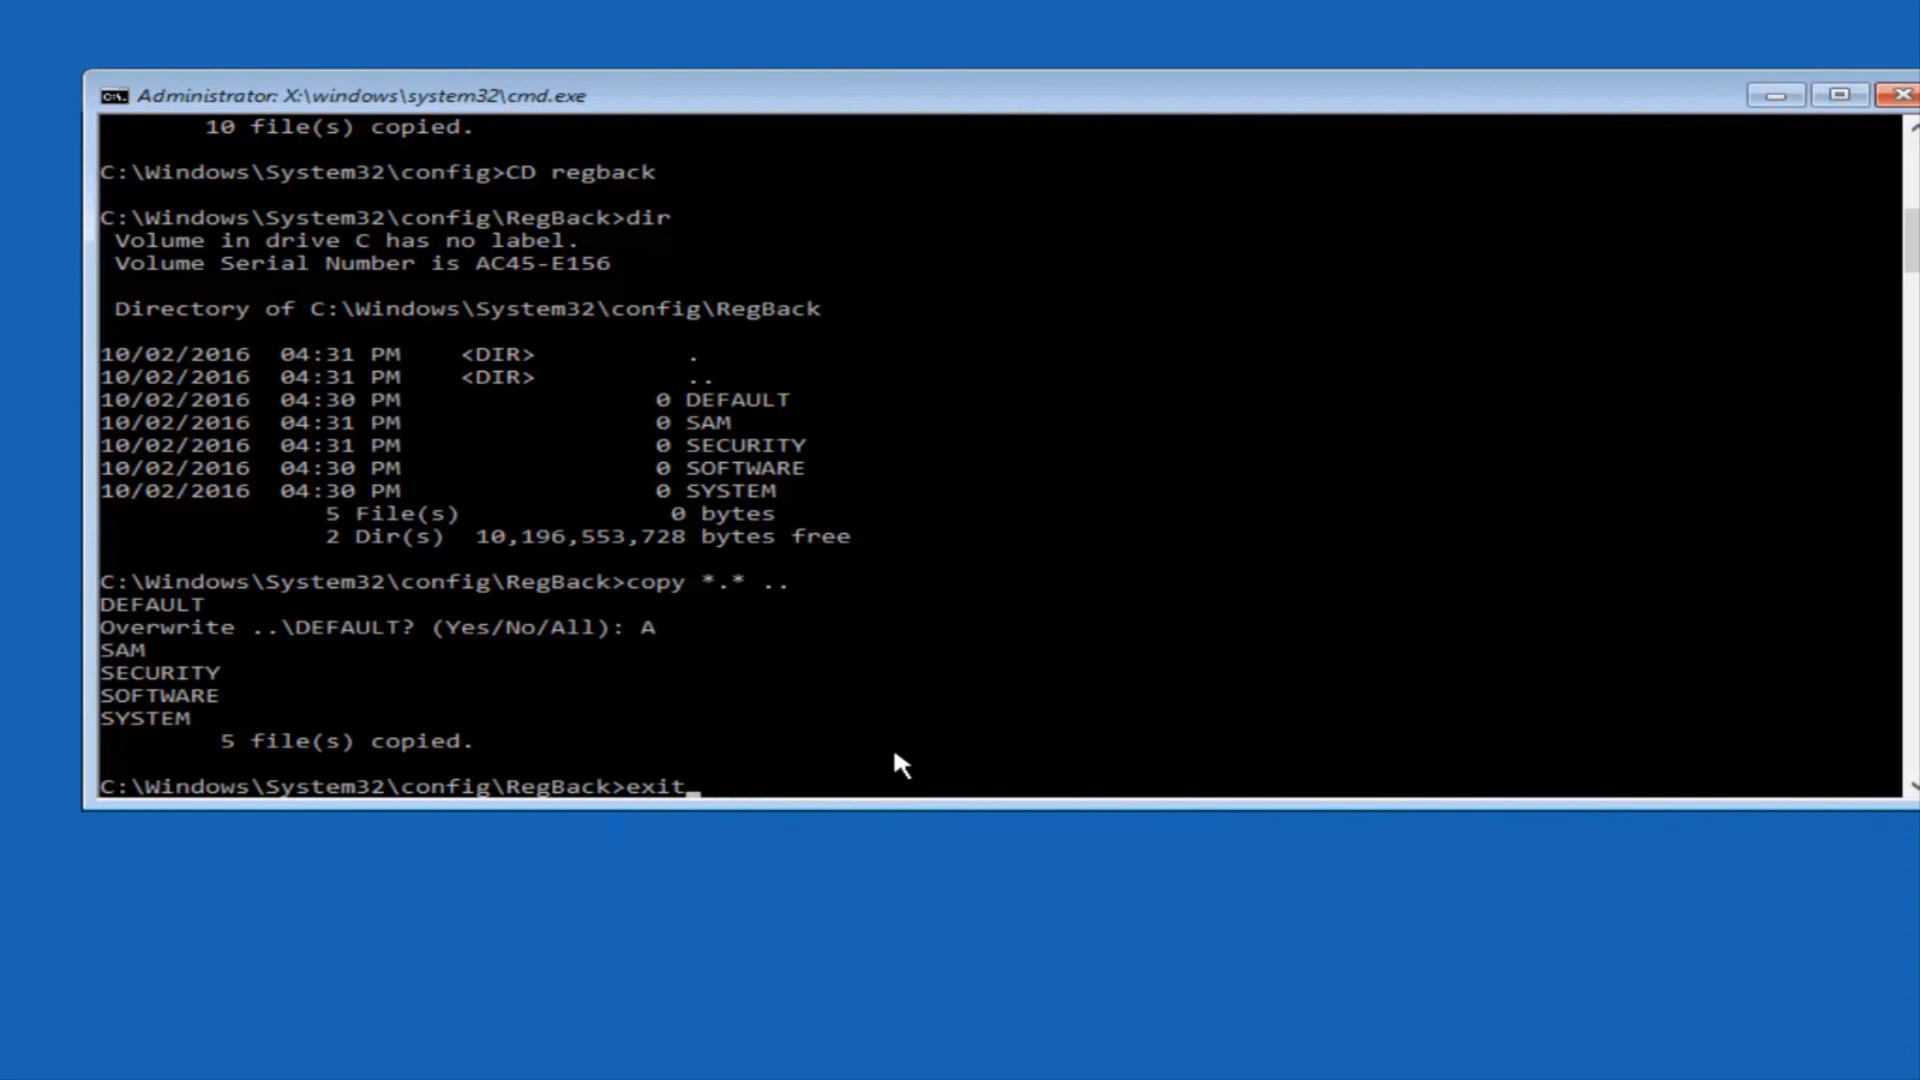 Administrator: X:\windows\system32\cmd.exe
10 file(s) copied.
C:\Windows\System32\config>CD regback
C:\Windows\System32\config\RegBack>dir
Volume in drive C has no label.
Volume Serial Number is AC45-E156
Directory of C:\Windows\System32\config\RegBack
10/02/2016  04:31 PM    <DIR>          .
10/02/2016  04:31 PM    <DIR>          ..
10/02/2016  04:30 PM                 0 DEFAULT
10/02/2016  04:31 PM                 0 SAM
10/02/2016  04:31 PM                 0 SECURITY
10/02/2016  04:30 PM                 0 SOFTWARE
10/02/2016  04:30 PM                 0 SYSTEM
5 File(s)              0 bytes
2 Dir(s)  10,196,553,728 bytes free
C:\Windows\System32\config\RegBack>copy *.* ..
DEFAULT
Overwrite ..\DEFAULT? (Yes/No/All): A
SAM
SECURITY
SOFTWARE
SYSTEM
5 file(s) copied.
C:\Windows\System32\config\RegBack>exit_